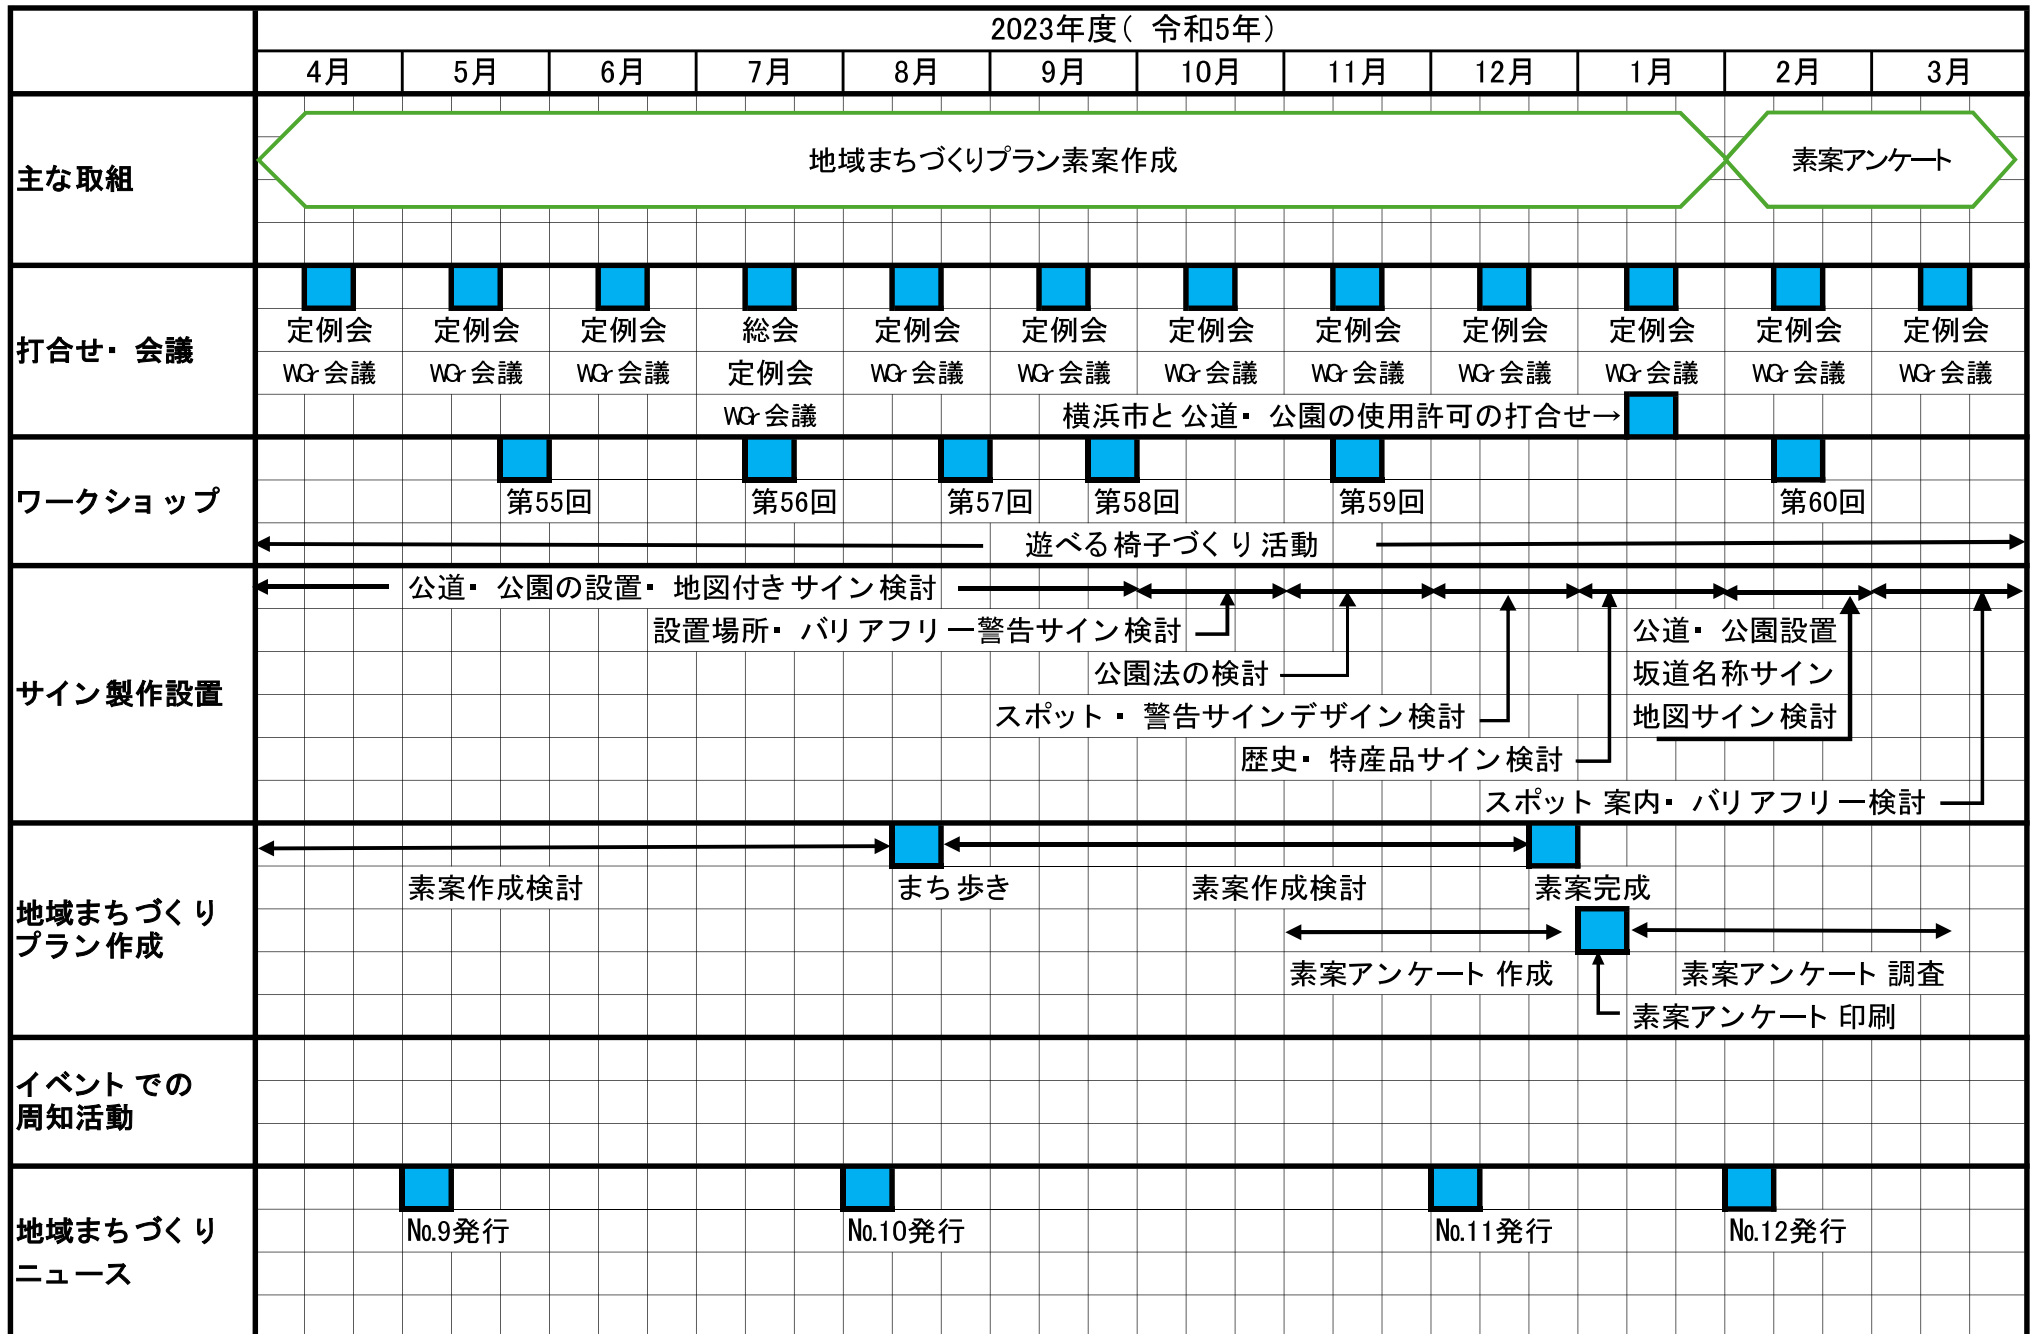 2023年度（ 令和5年）
4月 5月 6月 7月 8月 9月 10月 11月 12月 1月 2月 3月
主な取組
地域まちづくりプラン素案作成
素案アンケート
打合せ・ 会議
定例会 定例会 定例会 総会 定例会 定例会 定例会 定例会 定例会 定例会 定例会 定例会
WGr会議 WGr会議 WGr会議 定例会 WGr会議 WGr会議 WGr会議 WGr会議 WGr会議 WGr会議 WGr会議 WGr会議
WGr会議 横浜市と公道・ 公園の使用許可の打合せ→
ワークショップ
第55回 第56回 第57回 第58回 第59回 第60回
遊べる椅子づくり活動
サイン製作設置
公道・ 公園の設置・ 地図付きサイン検討
設置場所・ バリアフリー警告サイン検討
公園法の検討
スポット・ 警告サインデザイン検討
歴史・ 特産品サイン検討
公道・ 公園設置
坂道名称サイン
地図サイン検討
スポット案内・ バリアフリー検討
地域まちづくり
プラン作成
素案作成検討 まち歩き 素案作成検討 素案完成
素案アンケート作成 素案アンケート調査
素案アンケート印刷
イベントでの
周知活動
地域まちづくり
ニュース
№9発行 №10発行 №11発行 №12発行